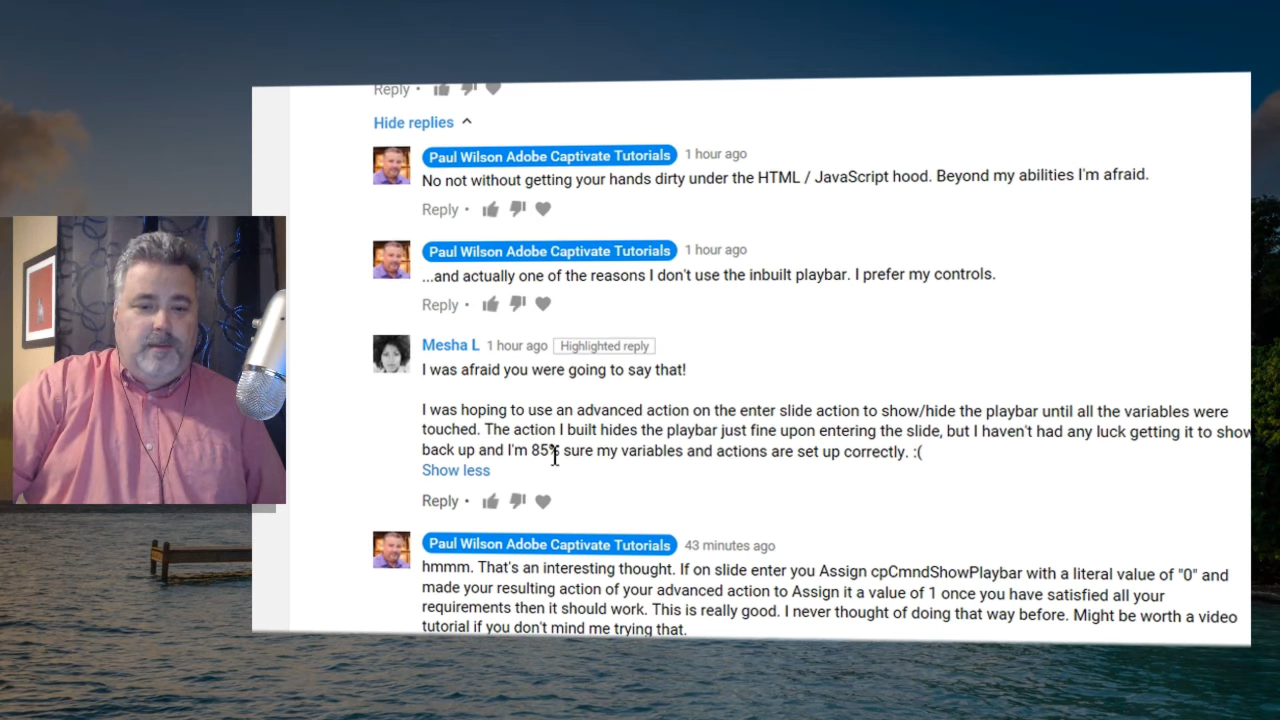 Reply •
Hide replies
Paul Wilson Adobe Captivate Tutorials 1 hour ago
No not without getting your hands dirty under the HTML / JavaScript hood. Beyond my abilities I'm afraid.
Reply •
Paul Wilson Adobe Captivate Tutorials 1 hour ago
...and actually one of the reasons I don't use the inbuilt playbar. I prefer my controls.
Reply •
Mesha L 1 hour ago Highlighted reply
I was afraid you were going to say that!
I was hoping to use an advanced action on the enter slide action to show/hide the playbar until all the variables were
touched. The action I built hides the playbar just fine upon entering the slide, but I haven't had any luck getting it to show
back up and I'm 85% sure my variables and actions are set up correctly. :(
Show less
Reply •
Paul Wilson Adobe Captivate Tutorials 43 minutes ago
hmmm. That's an interesting thought. If on slide enter you Assign cpCmndShowPlaybar with a literal value of "0" and
made your resulting action of your advanced action to Assign it a value of 1 once you have satisfied all your
requirements then it should work. This is really good. I never thought of doing that way before. Might be worth a video
tutorial if you don't mind me trying that.